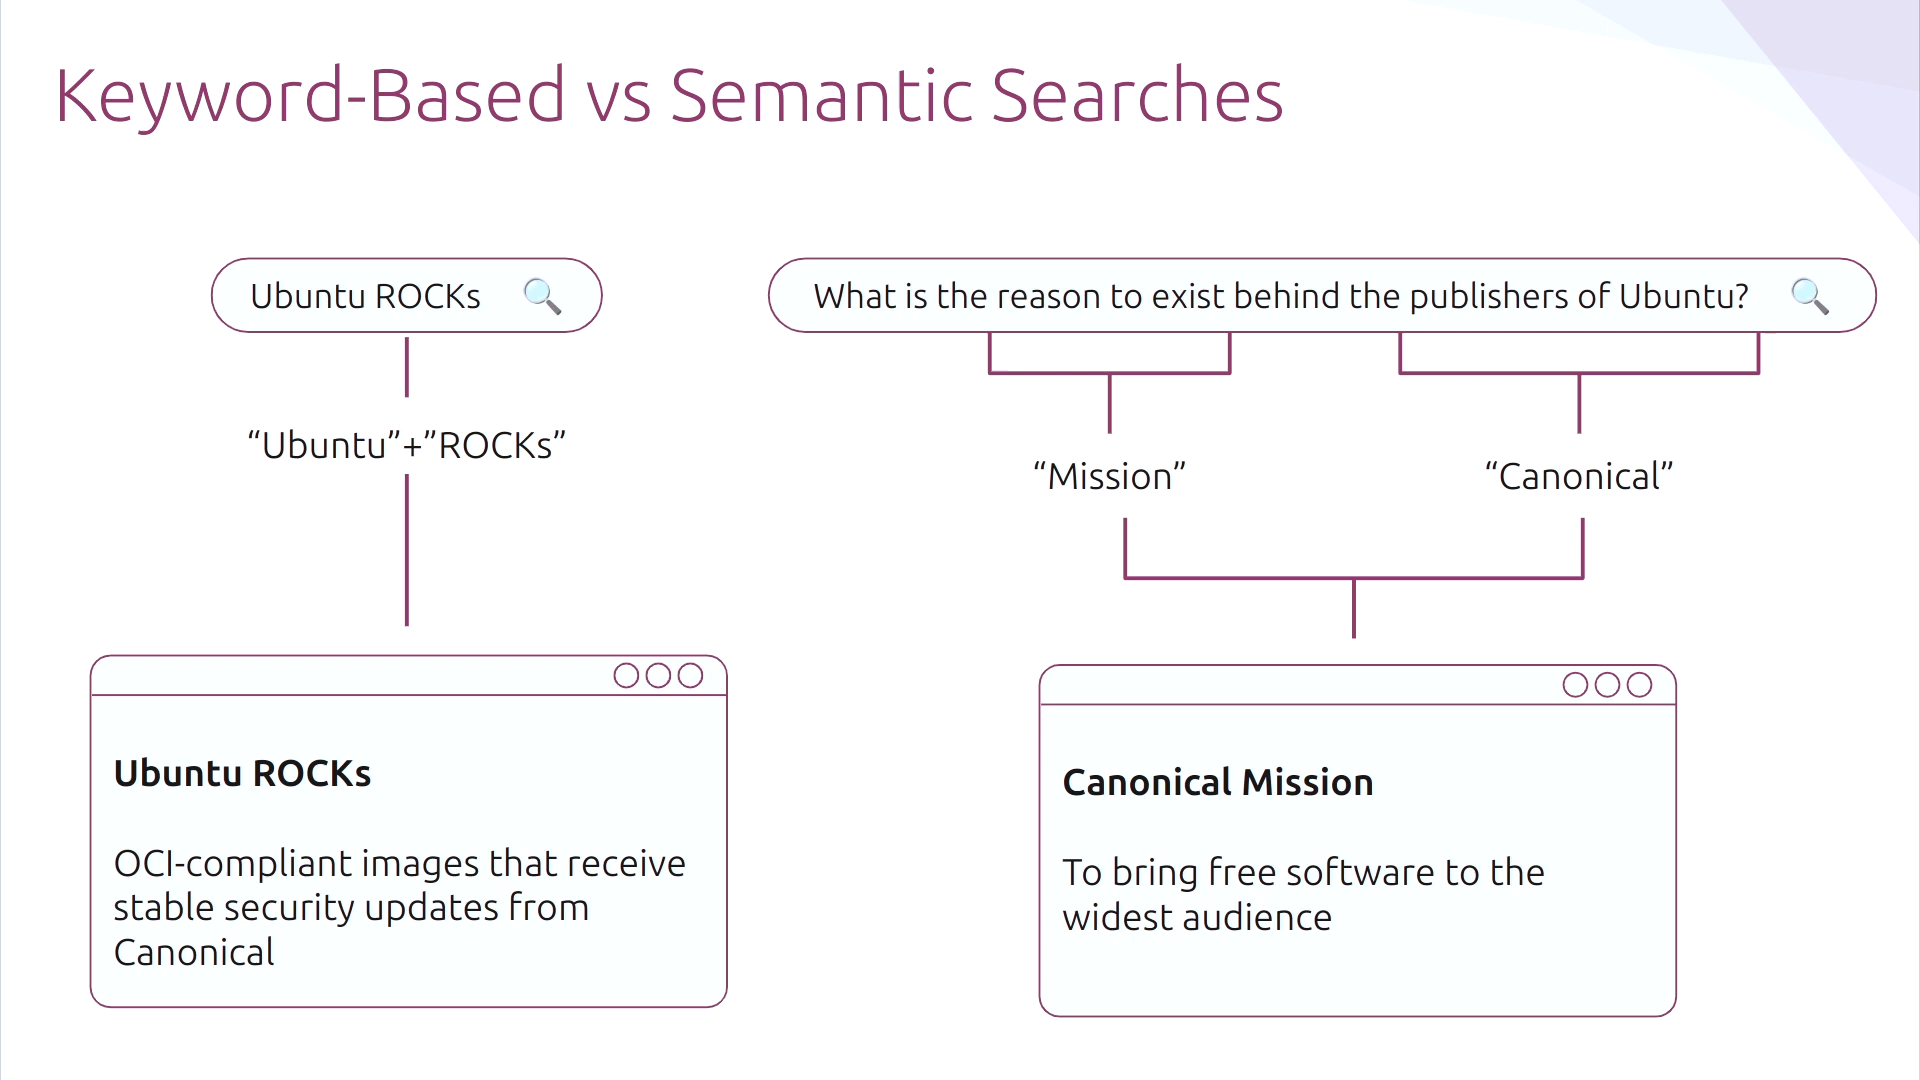 Keyword-Based vs Semantic Searches
Ubuntu ROCKs
“Ubuntu”+”ROCKs”
Ubuntu ROCKs
OCI-compliant images that receive
stable security updates from
Canonical
What is the reason to exist behind the publishers of Ubuntu?
“Mission”
“Canonical”
Canonical Mission
To bring free software to the
widest audience